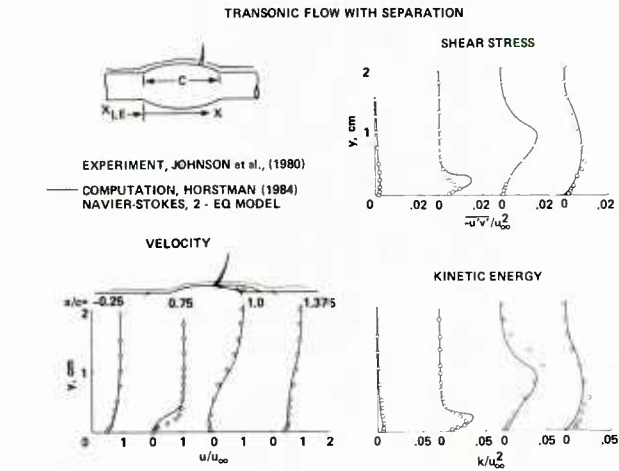 TRANSONIC FLOW WITH SEPARATION
SHEAR STRESS
C
X_LE
X
EXPERIMENT, JOHNSON et al., (1980)
COMPUTATION, HORSTMAN (1984)
NAVIER-STOKES, 2 - EQ MODEL
2
y, cm
1
0 .02 0 .02 0 .02 0 .02
-u'v'/u²∞
VELOCITY
x/c= -0.25 0.75 1.0 1.375
2
y, cm
1
0 1 0 1 0 1 0 1 2
u/u∞
KINETIC ENERGY
0 .05 0 .05 0 .05 0 .05
k/u²∞